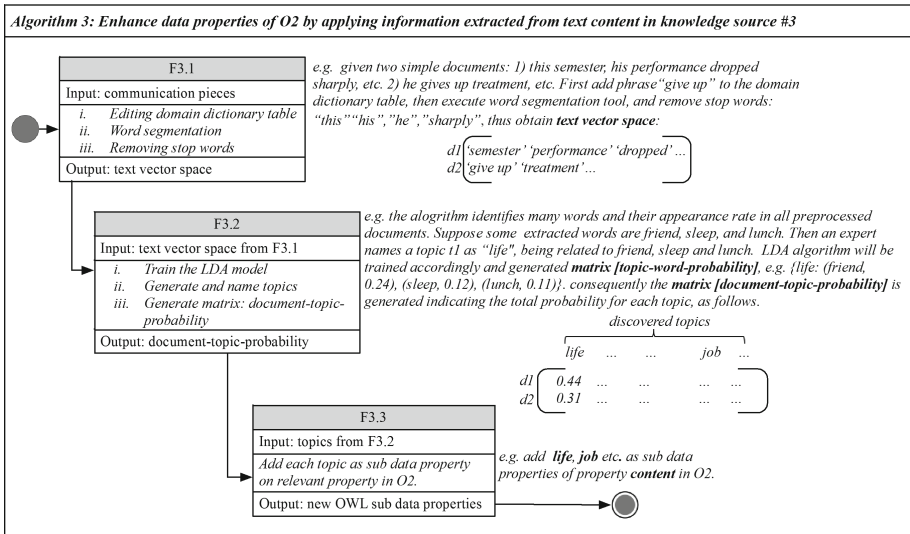 Algorithm 3: Enhance data properties of O2 by applying information extracted from text content in knowledge source #3
F3.1
Input: communication pieces
i. Editing domain dictionary table
ii. Word segmentation
iii. Removing stop words
Output: text vector space
e.g. given two simple documents: 1) this semester, his performance dropped
sharply, etc. 2) he gives up treatment, etc. First add phrase“give up” to the domain
dictionary table, then execute word segmentation tool, and remove stop words:
“this”“his”,”he”,”sharply”, thus obtain text vector space:
d1 ‘semester’ ‘performance’ ‘dropped’ ...
d2 ‘give up’ ‘treatment’...
F3.2
Input: text vector space from F3.1
i. Train the LDA model
ii. Generate and name topics
iii. Generate matrix: document-topic-
probability
Output: document-topic-probability
e.g. the alogrithm identifies many words and their appearance rate in all preprocessed
documents. Suppose some extracted words are friend, sleep, and lunch. Then an expert
names a topic t1 as “life", being related to friend, sleep and lunch. LDA algorithm will be
trained accordingly and generated matrix [topic-word-probability], e.g. {life: (friend,
0.24), (sleep, 0.12), (lunch, 0.11)}. consequently the matrix [document-topic-probability] is
generated indicating the total probability for each topic, as follows.
discovered topics
life ... ... job ...
d1 0.44 ... ... ... ...
d2 0.31 ... ... ... ...
F3.3
Input: topics from F3.2
Add each topic as sub data property
on relevant property in O2.
Output: new OWL sub data properties
e.g. add life, job etc. as sub data
properties of property content in O2.